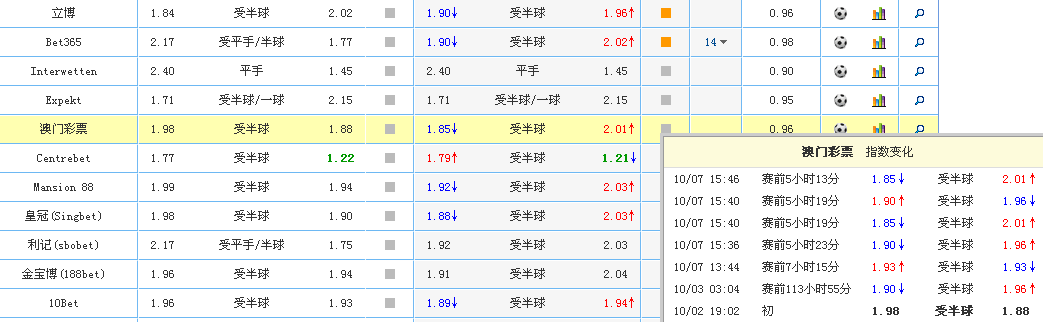 立博 1.84 受半球 2.02 1.90↓ 受半球 1.96↑ 0.96
Bet365 2.17 受平手/半球 1.77 1.90↓ 受半球 2.02↑ 14 0.98
Interwetten 2.40 平手 1.45 2.40 平手 1.45 0.90
Expekt 1.71 受半球/一球 2.15 1.71 受半球/一球 2.15 0.95
澳门彩票 1.98 受半球 1.88 1.85↓ 受半球 2.01↑ 0.96
Centrebet 1.77 受半球 1.22 1.79↑ 受半球 1.21↓
Mansion 88 1.99 受半球 1.94 1.92↓ 受半球 2.03↑
皇冠(Singbet) 1.98 受半球 1.90 1.88↓ 受半球 2.03↑
利记(sbobet) 2.17 受平手/半球 1.75 1.92 受半球 2.03
金宝博(188bet) 1.96 受半球 1.94 1.91 受半球 2.04
10Bet 1.96 受半球 1.93 1.89↓ 受半球 1.94↑
澳门彩票 指数变化
10/07 15:46 赛前5小时13分 1.85↓ 受半球 2.01↑
10/07 15:40 赛前5小时19分 1.90↑ 受半球 1.96↓
10/07 15:40 赛前5小时19分 1.85↓ 受半球 2.01↑
10/07 15:36 赛前5小时23分 1.90↓ 受半球 1.96↑
10/07 13:44 赛前7小时15分 1.93↑ 受半球 1.93↓
10/03 03:04 赛前113小时55分 1.90↓ 受半球 1.96↑
10/02 19:02 初 1.98 受半球 1.88